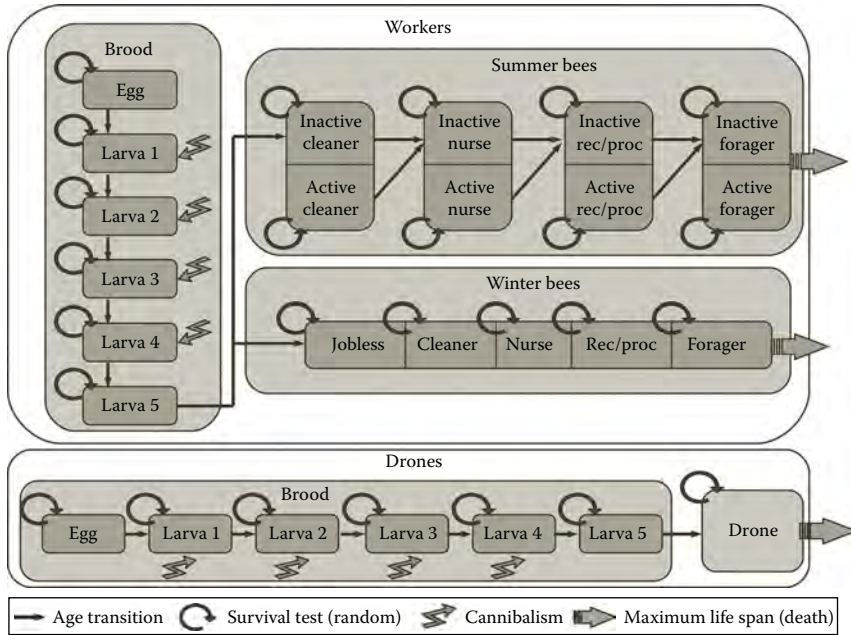 Workers
Brood
Egg
Larva 1
Larva 2
Larva 3
Larva 4
Larva 5
Summer bees
Inactive
cleaner
Active
cleaner
Inactive
nurse
Active
nurse
Inactive
rec/proc
Active
rec/proc
Inactive
forager
Active
forager
Winter bees
Jobless
Cleaner
Nurse
Rec/proc
Forager
Drones
Brood
Egg
Larva 1
Larva 2
Larva 3
Larva 4
Larva 5
Drone
Age transition
Survival test (random)
Cannibalism
Maximum life span (death)